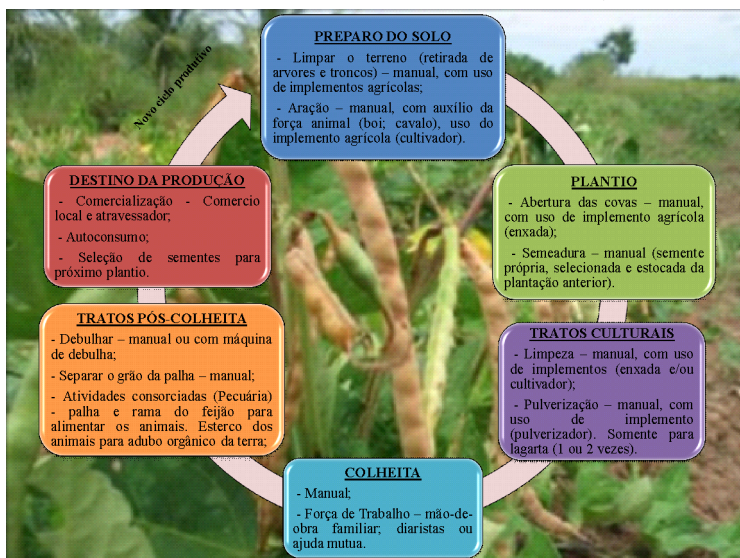 PREPARO DO SOLO
- Limpar o terreno (retirada de
arvores e troncos) – manual, com uso
de implementos agrícolas;
- Aração – manual, com auxílio da
força animal (boi; cavalo), uso do
implemento agrícola (cultivador).
PLANTIO
- Abertura das covas – manual,
com uso de implemento agrícola
(enxada);
- Semeadura – manual (semente
própria, selecionada e estocada da
plantação anterior).
TRATOS CULTURAIS
- Limpeza – manual, com uso
de implementos (enxada e/ou
cultivador);
- Pulverização – manual, com
uso de implemento
(pulverizador). Somente para
lagarta (1 ou 2 vezes).
COLHEITA
- Manual;
- Força de Trabalho – mão-de-
obra familiar; diaristas ou
ajuda mutua.
TRATOS PÓS-COLHEITA
- Debulhar – manual ou com máquina
de debulha;
- Separar o grão da palha – manual;
- Atividades consorciadas (Pecuária)
- palha e rama do feijão para
alimentar os animais. Esterco dos
animais para adubo orgânico da terra;
DESTINO DA PRODUÇÃO
- Comercialização - Comercio
local e atravessador;
- Autoconsumo;
- Seleção de sementes para
próximo plantio.
Novo ciclo produtivo